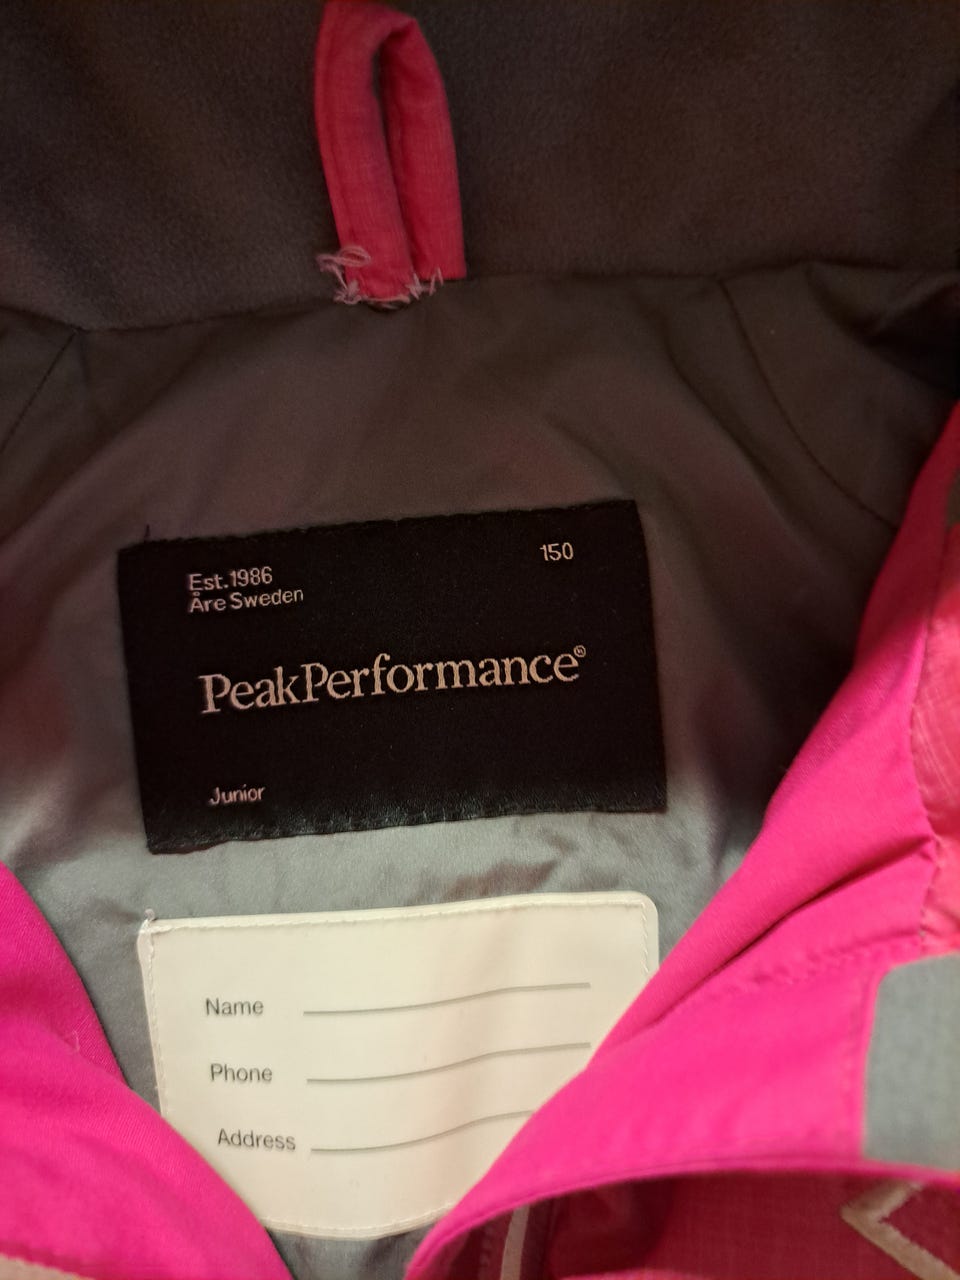 Est.1986
Åre Sweden
150
PeakPerformance®
Junior
Name
Phone
Address